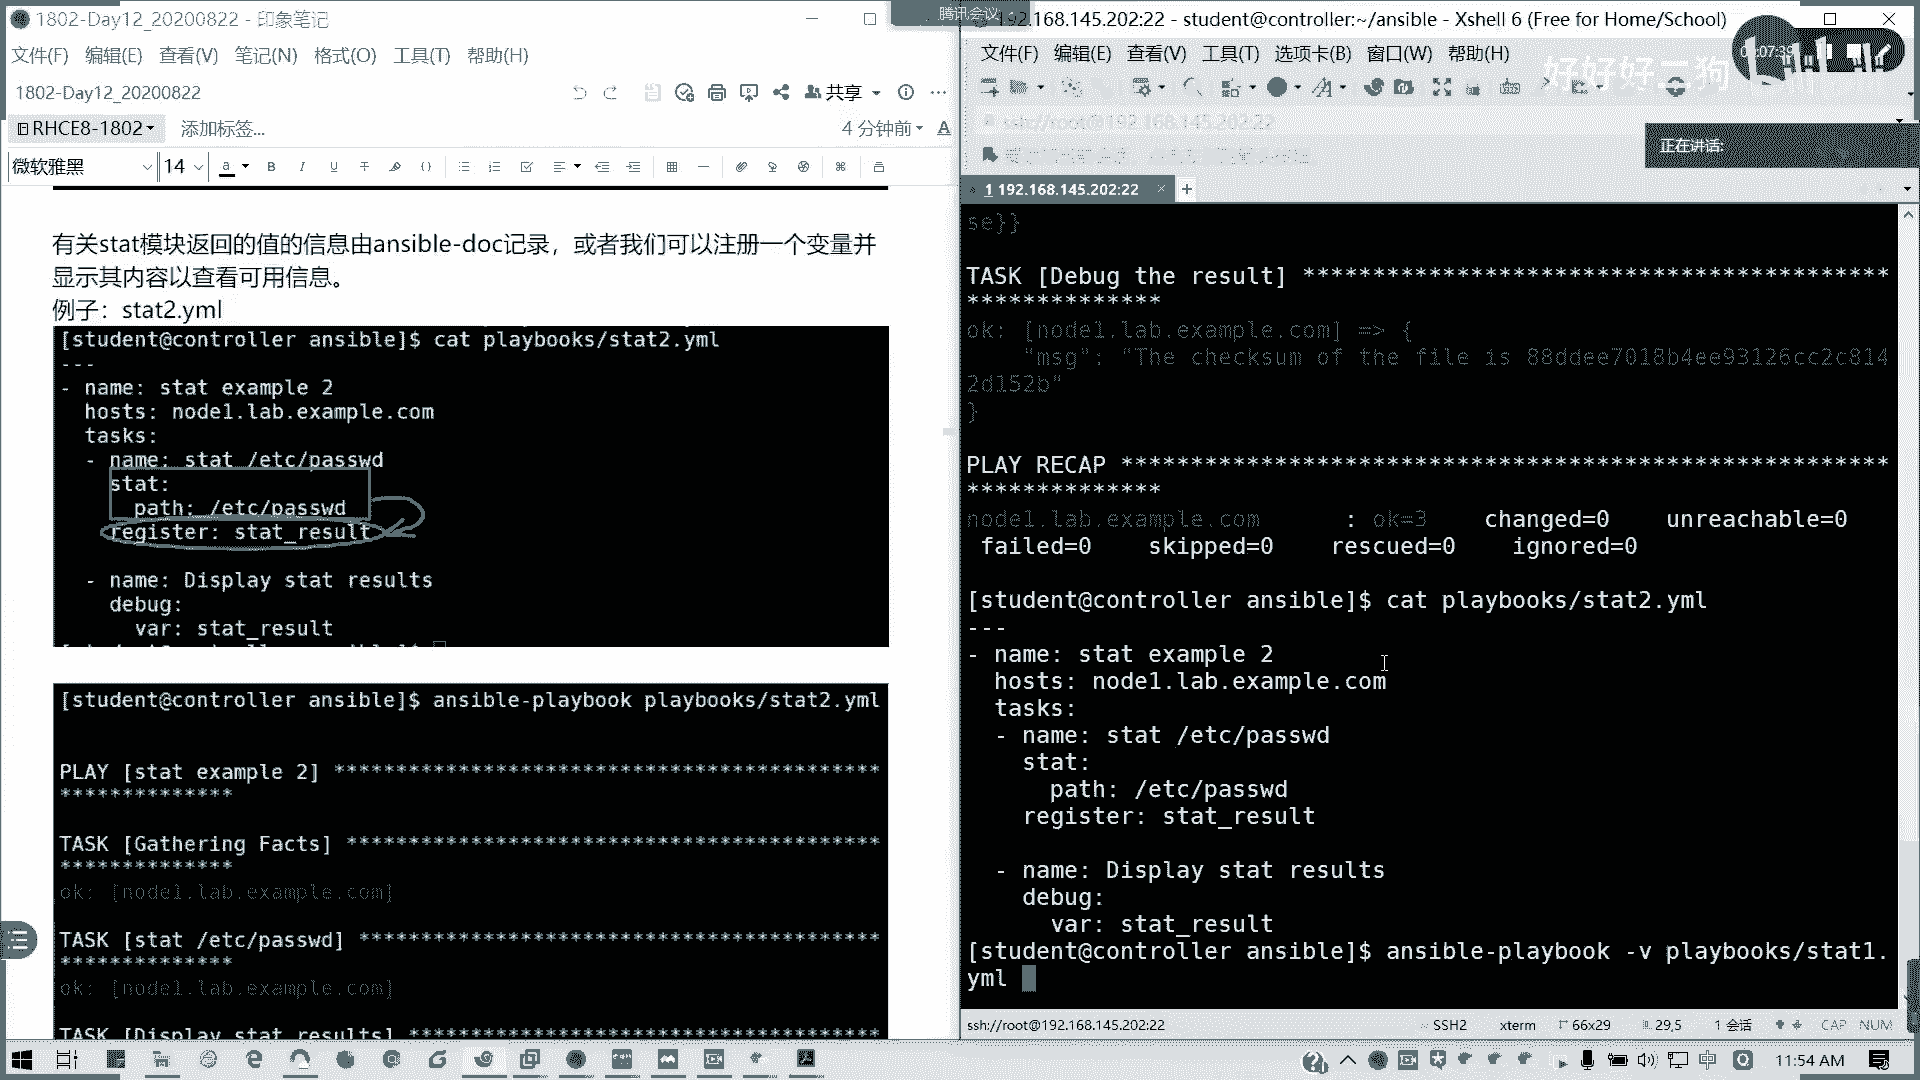 1802-Day12_20200822 - 印象笔记
文件(F) 编辑(E) 查看(V) 笔记(N) 格式(O) 工具(T) 帮助(H)
1802-Day12_20200822
共享
RHCE8-1802 添加标签...
4 分钟前
微软雅黑 14
有关stat模块返回的值的信息由ansible-doc记录，或者我们可以注册一个变量并
显示其内容以查看可用信息。
例子：stat2.yml
[student@controller ansible]$ cat playbooks/stat2.yml
---
- name: stat example 2
hosts: node1.lab.example.com
tasks:
- name: stat /etc/passwd
stat:
path: /etc/passwd
register: stat_result
- name: Display stat results
debug:
var: stat_result
[student@controller ansible]$ ansible-playbook playbooks/stat2.yml
PLAY [stat example 2] ********************************************
**************
TASK [Gathering Facts] *******************************************
**************
ok: [node1.lab.example.com]
TASK [stat /etc/passwd] ******************************************
**************
ok: [node1.lab.example.com]
TASK [Display stat results] **************************************
腾讯会议
192.168.145.202:22 - student@controller:~/ansible - Xshell 6 (Free for Home/School)
文件(F) 编辑(E) 查看(V) 工具(T) 选项卡(B) 窗口(W) 帮助(H)
好好好二狗
ssh://root@192.168.145.202:22
正在讲话:
1 192.168.145.202:22
se}}
TASK [Debug the result] ******************************************
**************
ok: [node1.lab.example.com] => {
"msg": "The checksum of the file is 88ddee7018b4ee93126cc2c814
2d152b"
}
PLAY RECAP *******************************************************
**************
node1.lab.example.com : ok=3 changed=0 unreachable=0
failed=0 skipped=0 rescued=0 ignored=0
[student@controller ansible]$ cat playbooks/stat2.yml
---
- name: stat example 2
hosts: node1.lab.example.com
tasks:
- name: stat /etc/passwd
stat:
path: /etc/passwd
register: stat_result
- name: Display stat results
debug:
var: stat_result
[student@controller ansible]$ ansible-playbook -v playbooks/stat1.
yml
ssh://root@192.168.145.202:22 SSH2 xterm 66x29 29,5 1 会话 CAP NUM
中 11:54 AM